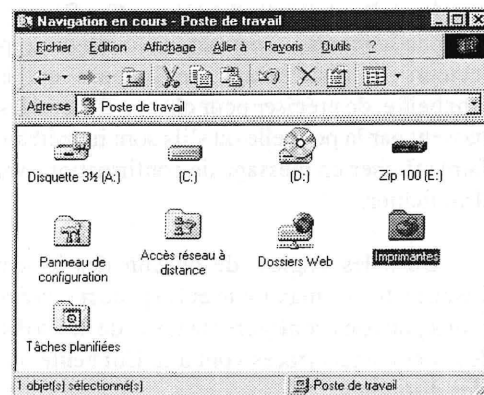 Navigation en cours - Poste de travail
Fichier Edition Affichage Aller à Favoris Outils ?
Adresse Poste de travail
Disquette 3½ (A:) (C:) (D:) Zip 100 (E:)
Panneau de configuration
Accès réseau à distance
Dossiers Web
Imprimantes
Tâches planifiées
1 objet(s) sélectionné(s) Poste de travail